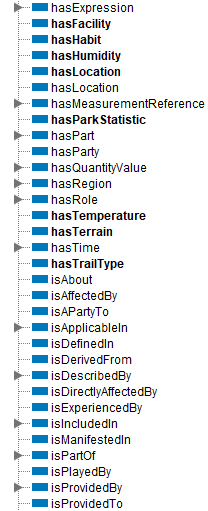 hasExpression
hasFacility
hasHabit
hasHumidity
hasLocation
hasLocation
hasMeasurementReference
hasParkStatistic
hasPart
hasParty
hasQuantityValue
hasRegion
hasRole
hasTemperature
hasTerrain
hasTime
hasTrailType
isAbout
isAffectedBy
isAPartyTo
isApplicableIn
isDefinedIn
isDerivedFrom
isDescribedBy
isDirectlyAffectedBy
isExperiencedBy
isIncludedIn
isManifestedIn
isPartOf
isPlayedBy
isProvidedBy
isProvidedTo